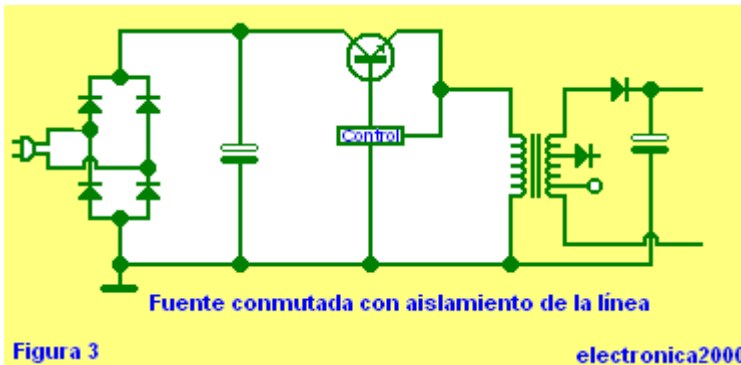 Control
Fuente conmutada con aislamiento de la línea
Figura 3
electronica2000